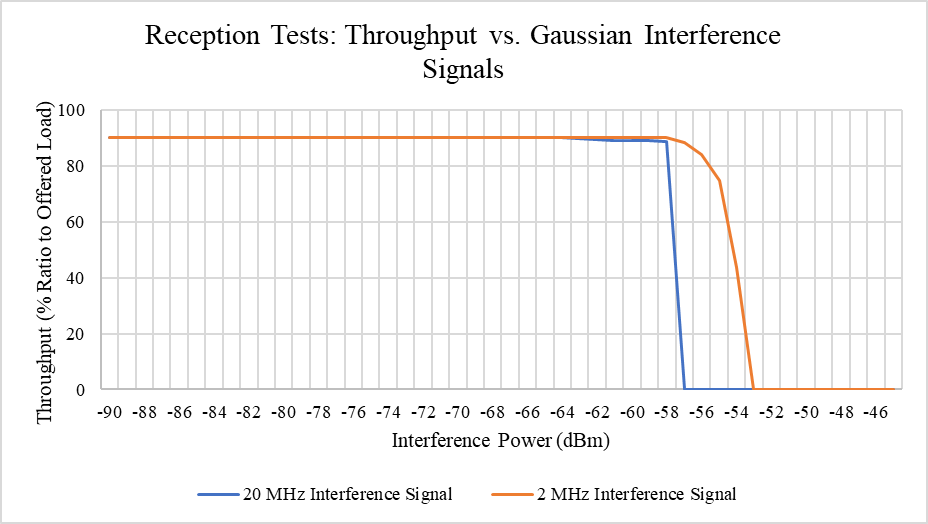 Reception Tests: Throughput vs. Gaussian Interference
Signals
Throughput (% Ratio to Offered Load)
100
80
60
40
20
0
-90 -88 -86 -84 -82 -80 -78 -76 -74 -72 -70 -68 -66 -64 -62 -60 -58 -56 -54 -52 -50 -48 -46
Interference Power (dBm)
20 MHz Interference Signal 2 MHz Interference Signal